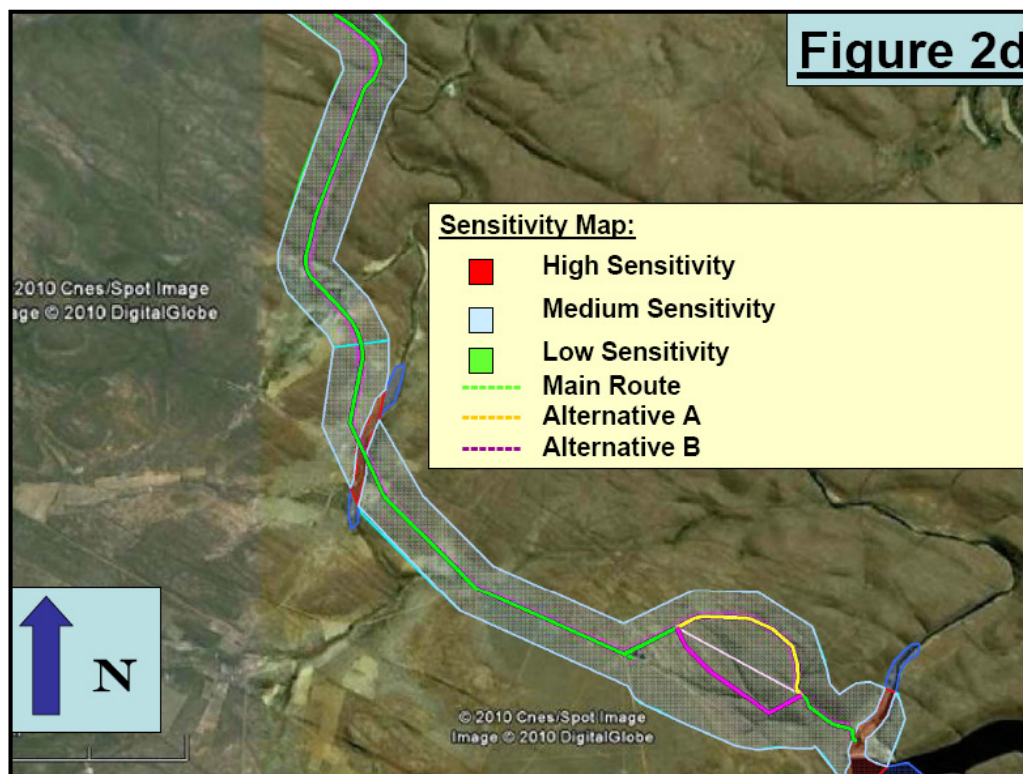 Figure 2d
Sensitivity Map:
High Sensitivity
Medium Sensitivity
Low Sensitivity
Main Route
Alternative A
Alternative B
2010 Cnes/Spot Image
age © 2010 DigitalGlobe
N
© 2010 Cnes/Spot Image
Image © 2010 DigitalGlobe